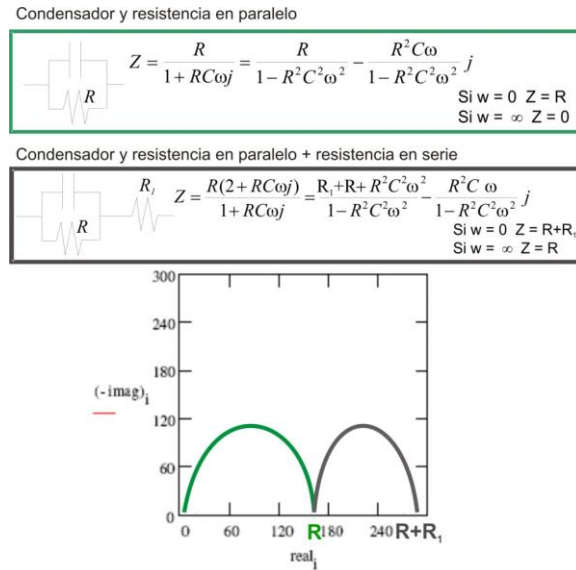 Condensador y resistencia en paralelo
R
Z = R / (1 + RCωj) = R / (1 − R²C²ω²) − R²Cω / (1 − R²C²ω²) j
Si w = 0 Z = R
Si w = ∞ Z = 0
Condensador y resistencia en paralelo + resistencia en serie
R₁
R
Z = R(2 + RCωj) / (1 + RCωj) = R₁+R+ R²C²ω² / (1 − R²C²ω²) − R²C ω / (1 − R²C²ω²) j
Si w = 0 Z = R+R₁
Si w = ∞ Z = R
300
240
180
120
60
0
(-imag)ᵢ
0 60 120 R 180 240 R+R₁
realᵢ